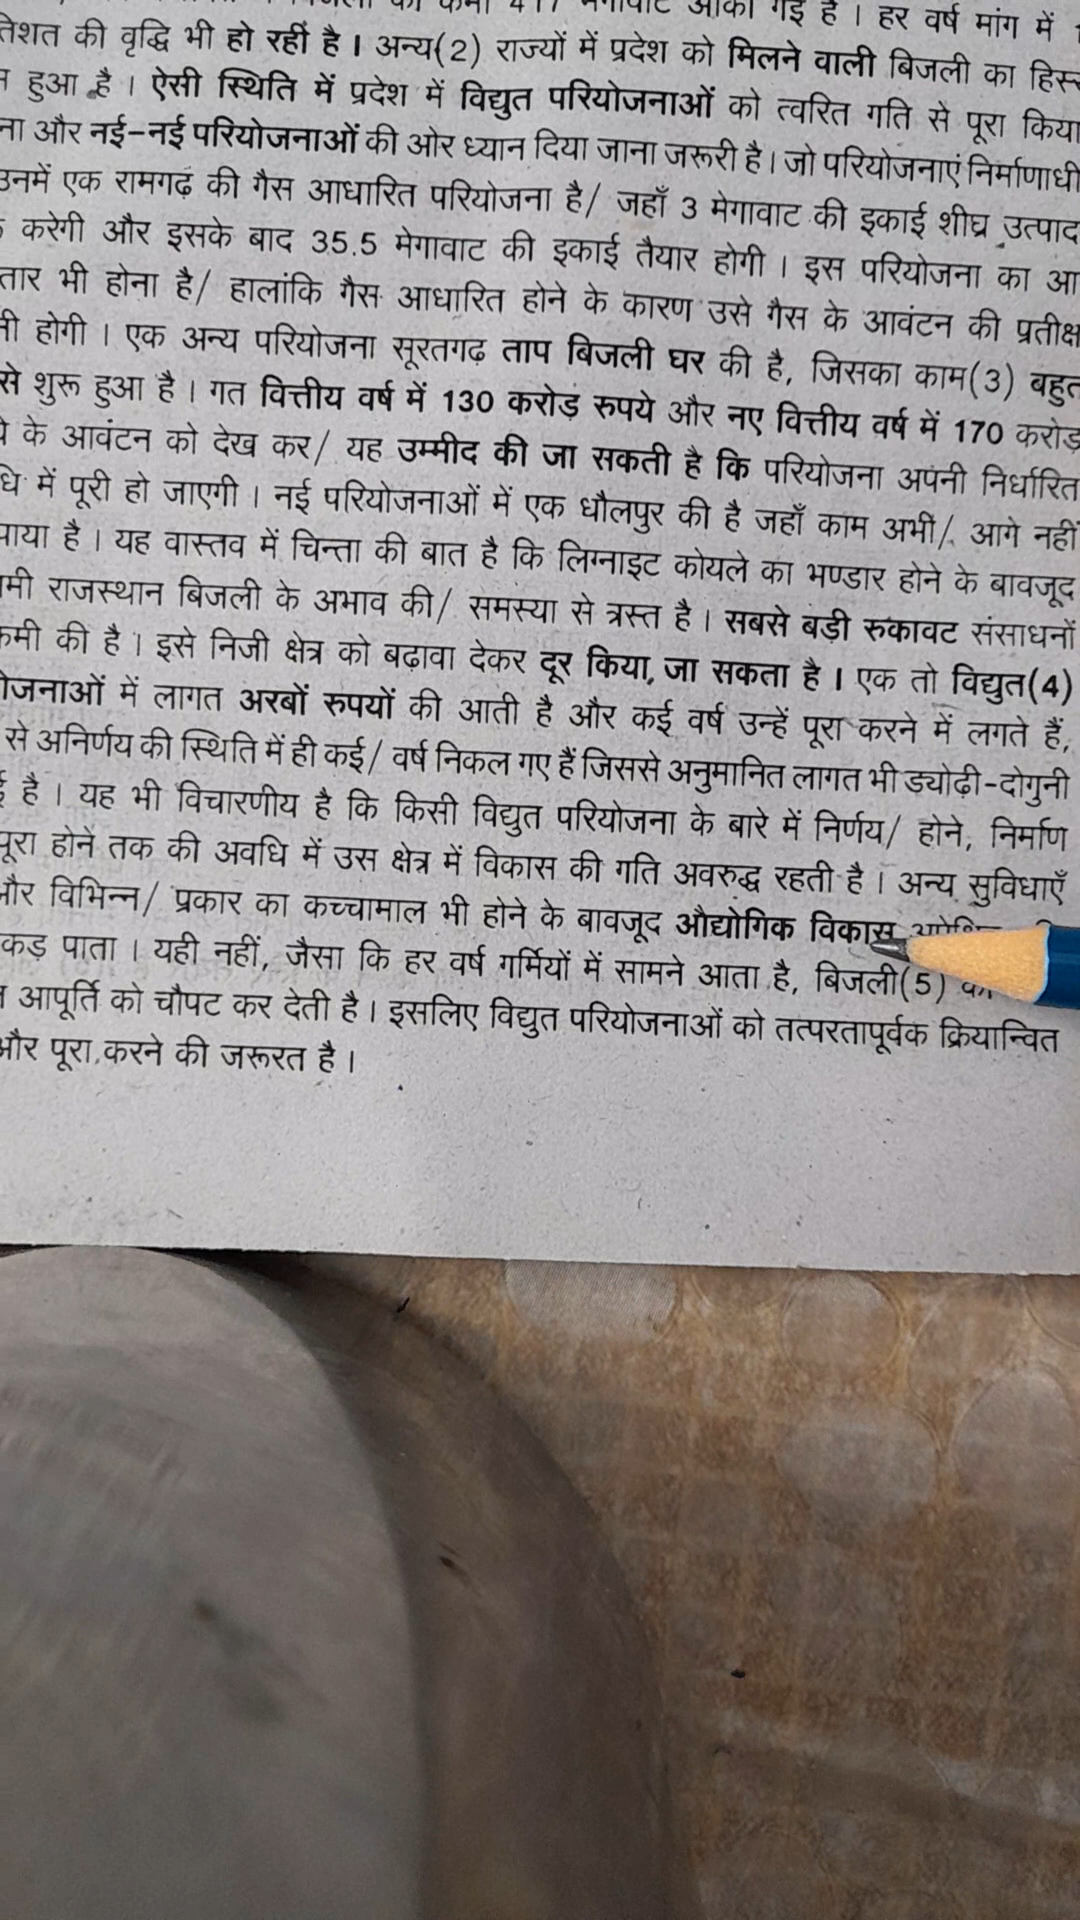 की कमी 417 मेगावाट आंकी गई है । हर वर्ष मांग में
की वृद्धि भी हो रही है । अन्य(2) राज्यों में प्रदेश को मिलने वाली बिजली का
हुआ है । ऐसी स्थिति में प्रदेश में विद्युत परियोजनाओं को त्वरित गति से पूरा किया
और नई-नई परियोजनाओं की ओर ध्यान दिया जाना जरूरी है । जो परियोजनाएं
उनमें एक रामगढ़ की गैस आधारित परियोजना है/ जहाँ 3 मेगावाट की इकाई शीघ्र
करेगी और इसके बाद 35.5 मेगावाट की इकाई तैयार होगी । इस परियोजना का
भी होना है/ हालांकि गैस आधारित होने के कारण उसे गैस के आवंटन की
होगी । एक अन्य परियोजना सूरतगढ़ ताप बिजली घर की है, जिसका काम(3) बहुत
से शुरू हुआ है । गत वित्तीय वर्ष में 130 करोड़ रुपये और नए वित्तीय वर्ष में 170 करोड़
के आवंटन को देख कर/ यह उम्मीद की जा सकती है कि परियोजना अपनी निर्धारित
में पूरी हो जाएगी । नई परियोजनाओं में एक धौलपुर की है जहाँ काम अभी/ आगे नहीं
पाया है । यह वास्तव में चिन्ता की बात है कि लिग्नाइट कोयले का भण्डार होने के बावजूद
राजस्थान बिजली के अभाव की/ समस्या से त्रस्त है । सबसे बड़ी रुकावट संसाधनों
कमी की है । इसे निजी क्षेत्र को बढ़ावा देकर दूर किया जा सकता है । एक तो विद्युत(4)
में लागत अरबों रुपयों की आती है और कई वर्ष उन्हें पूरा करने में लगते हैं,
से अनिर्णय की स्थिति में ही कई/ वर्ष निकल गए हैं जिससे अनुमानित लागत भी ड्योढ़ी-दोगुनी
है । यह भी विचारणीय है कि किसी विद्युत परियोजना के बारे में निर्णय/ होने, निर्माण
पूरा होने तक की अवधि में उस क्षेत्र में विकास की गति अवरुद्ध रहती है । अन्य सुविधाएँ
और विभिन्न/ प्रकार का कच्चामाल भी होने के बावजूद औद्योगिक विकास
पाता । यही नहीं, जैसा कि हर वर्ष गर्मियों में सामने आता है, बिजली(5)
आपूर्ति को चौपट कर देती है । इसलिए विद्युत परियोजनाओं को तत्परतापूर्वक क्रियान्वित
और पूरा करने की जरूरत है ।